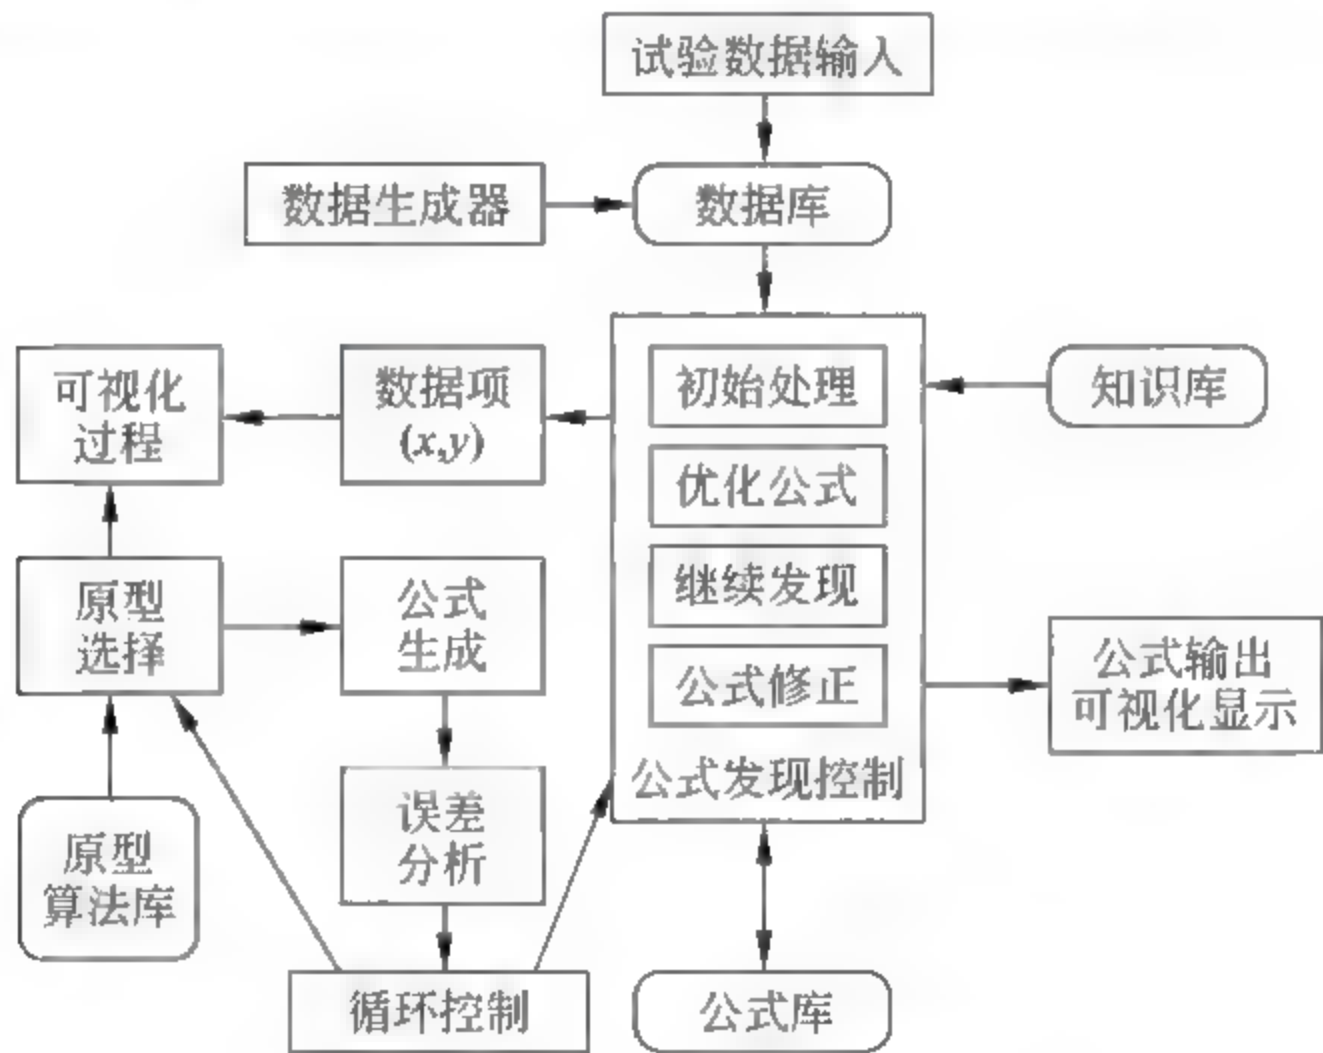 试验数据输入
数据生成器
数据库
可视化
过程
数据项
(x,y)
初始处理
知识库
优化公式
原型
选择
公式
生成
继续发现
公式修正
公式输出
可视化显示
公式发现控制
误差
分析
原型
算法库
循环控制
公式库